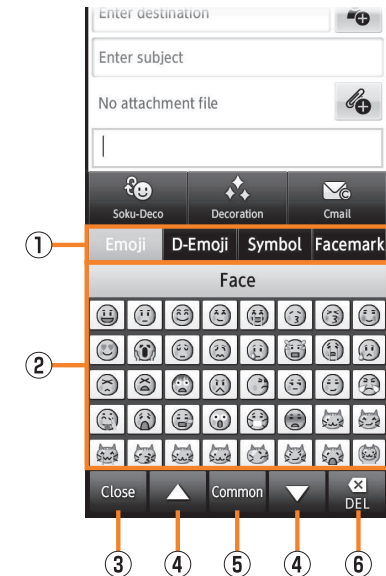 Enter destination
Enter subject
No attachment file
Soku-Deco Decoration Cmail
① Emoji D-Emoji Symbol Facemark
Face
②
Close Common DEL
③ ④ ⑤ ④ ⑥